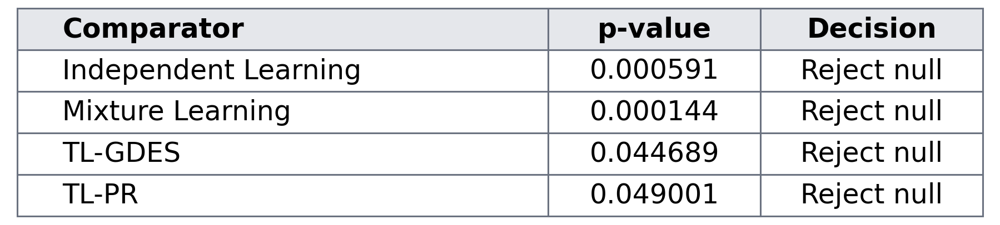 Comparator p-value Decision
Independent Learning 0.000591 Reject null
Mixture Learning 0.000144 Reject null
TL-GDES 0.044689 Reject null
TL-PR 0.049001 Reject null